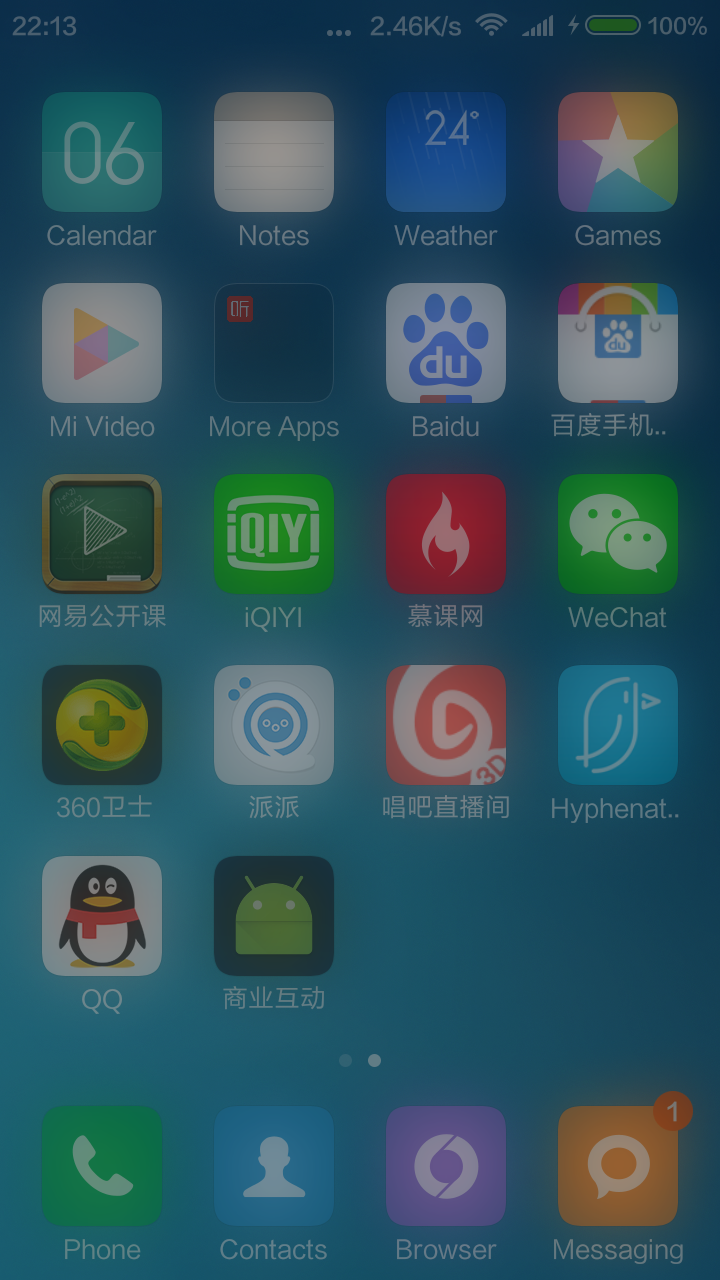 22:13
... 2.46K/s 100%
06
24°
Calendar
Notes
Weather
Games
听
du
du
Mi Video
More Apps
Baidu
百度手机..
iQIYI
网易公开课
iQIYI
慕课网
WeChat
3D
360卫士
派派
唱吧直播间
Hyphenat..
QQ
商业互动
1
Phone
Contacts
Browser
Messaging